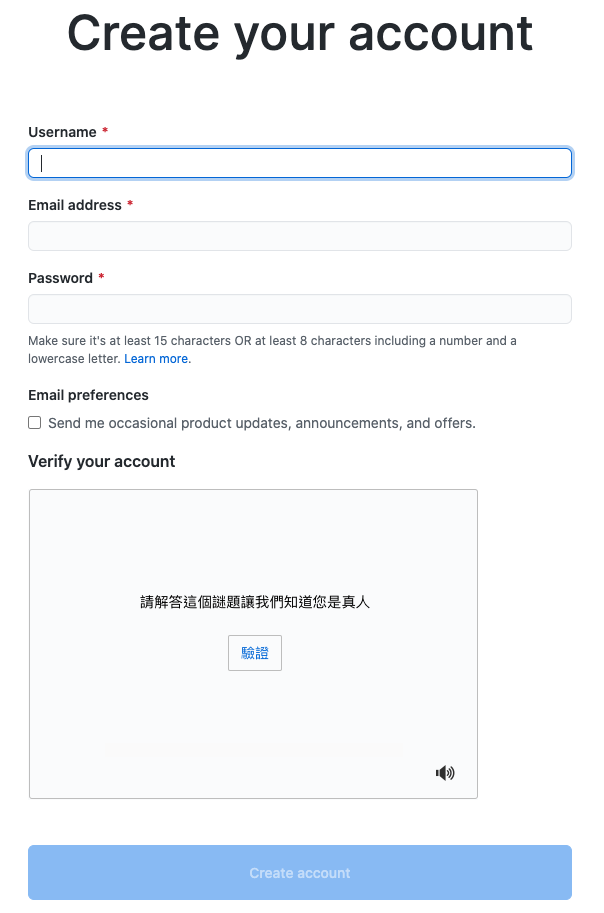 Create your account
Username *
Email address *
Password *
Make sure it's at least 15 characters OR at least 8 characters including a number and a
lowercase letter. Learn more.
Email preferences
Send me occasional product updates, announcements, and offers.
Verify your account
請解答這個謎題讓我們知道您是真人
驗證
Create account